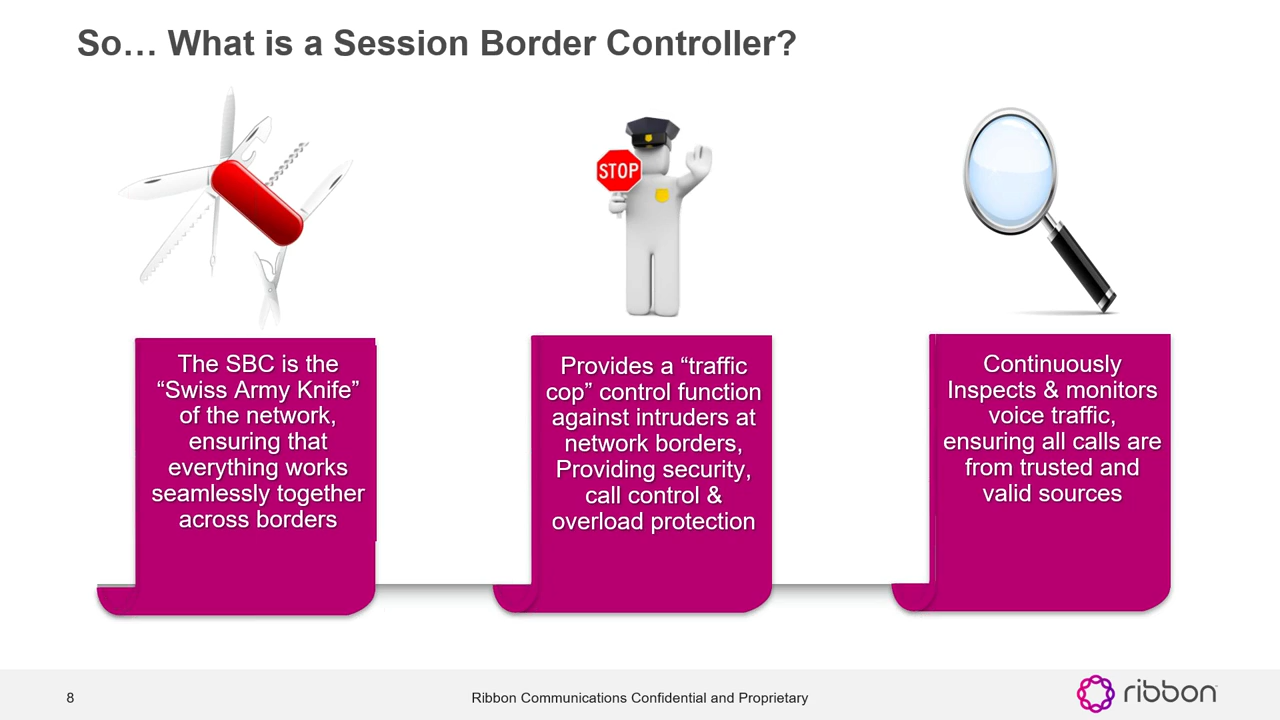 So… What is a Session Border Controller?
STOP
The SBC is the
“Swiss Army Knife”
of the network,
ensuring that
everything works
seamlessly together
across borders
Provides a “traffic
cop” control function
against intruders at
network borders,
Providing security,
call control &
overload protection
Continuously
Inspects & monitors
voice traffic,
ensuring all calls are
from trusted and
valid sources
8
Ribbon Communications Confidential and Proprietary
ribbon